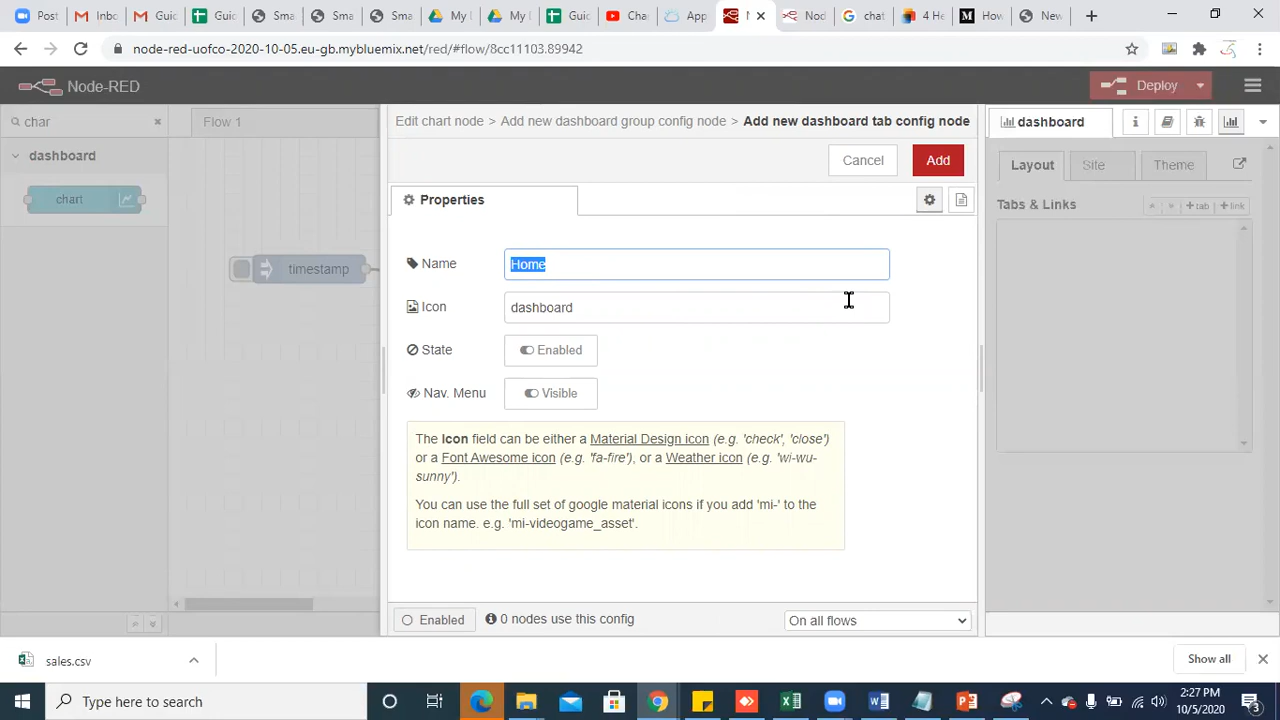 Post
Inbo
Guic
Guic
Sma
Sma
Sma
My D
My D
Guic
Cha
App
N
Nod
chat
4 He
How
New
node-red-uofco-2020-10-05.eu-gb.mybluemix.net/red/#flow/8cc11103.89942
Node-RED
Deploy
char
Flow 1
Edit chart node > Add new dashboard group config node > Add new dashboard tab config node
dashboard
dashboard
Cancel
Add
Layout
Site
Theme
chart
Properties
Tabs & Links
+tab
+link
timestamp
Name
Home
Icon
dashboard
State
Enabled
Nav. Menu
Visible
The Icon field can be either a Material Design icon (e.g. 'check', 'close')
or a Font Awesome icon (e.g. 'fa-fire'), or a Weather icon (e.g. 'wi-wu-
sunny').
You can use the full set of google material icons if you add 'mi-' to the
icon name. e.g. 'mi-videogame_asset'.
Enabled
0 nodes use this config
On all flows
sales.csv
Show all
Type here to search
2:27 PM
10/5/2020
3